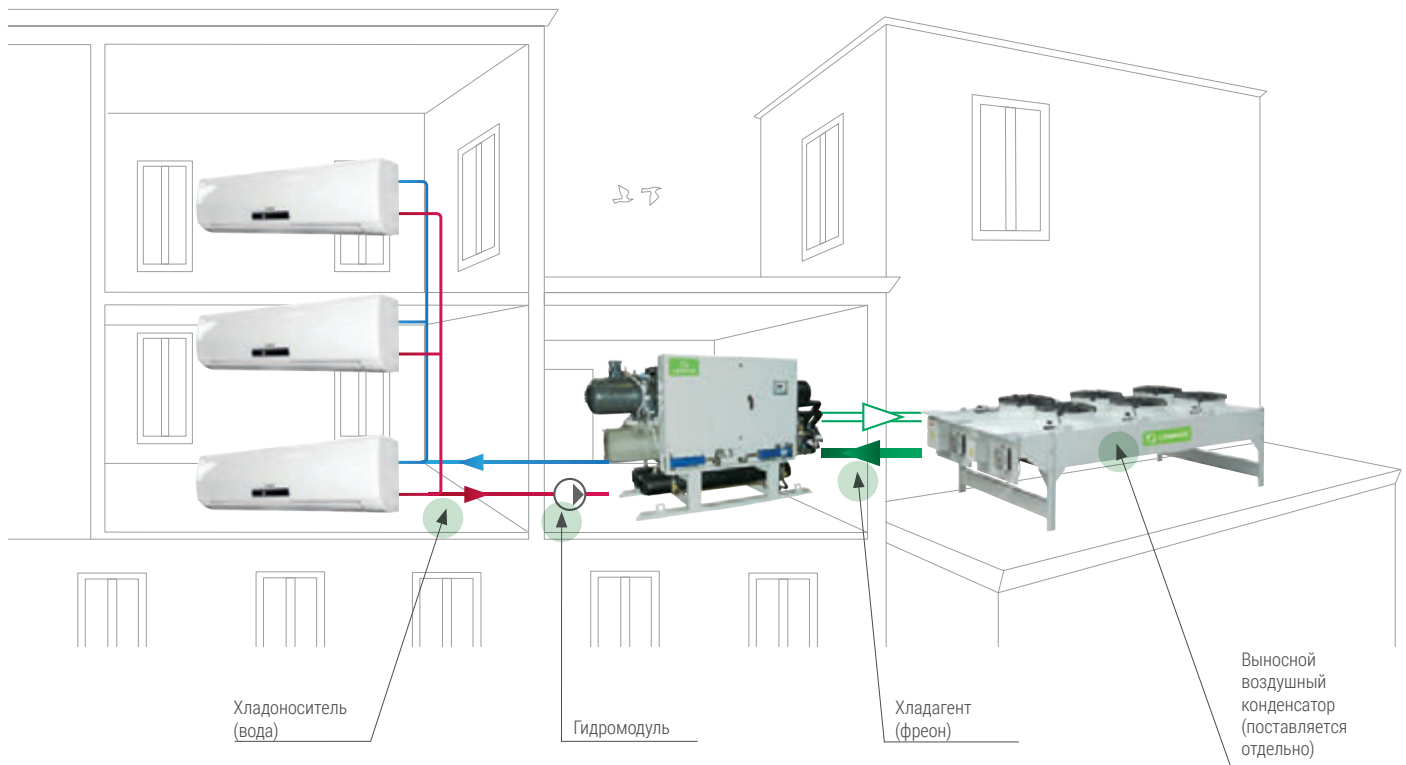 Хладоноситель
(вода)
Гидромодуль
Хладагент
(фреон)
Выносной
воздушный
конденсатор
(поставляется
отдельно)